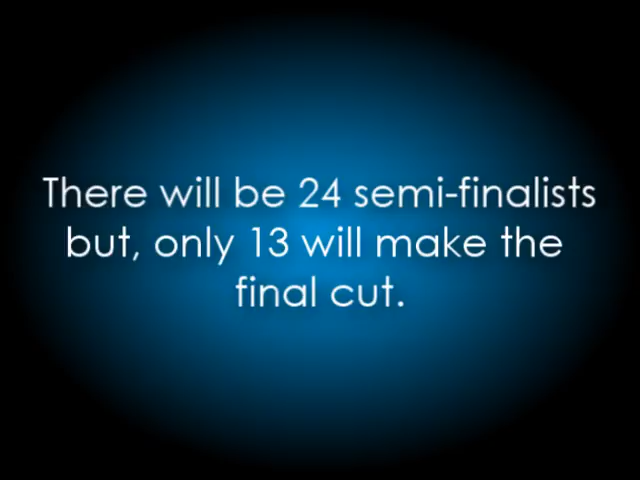 There will be 24 semi-finalists
but, only 13 will make the
final cut.